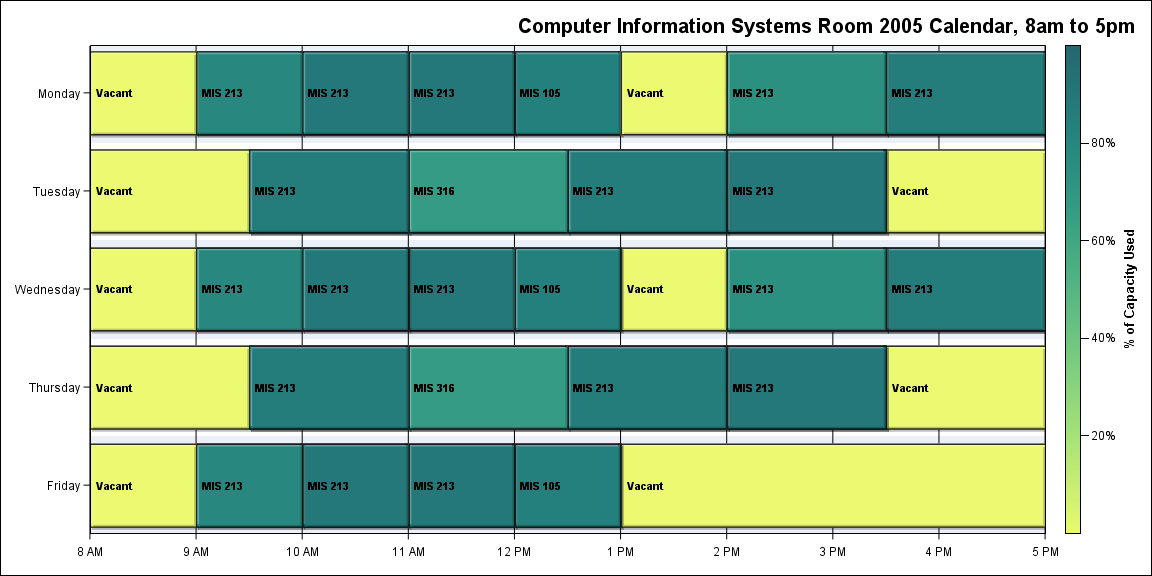 Computer Information Systems Room 2005 Calendar, 8am to 5pm
Monday
Vacant
MIS 213
MIS 213
MIS 213
MIS 105
Vacant
MIS 213
MIS 213
Tuesday
Vacant
MIS 213
MIS 316
MIS 213
MIS 213
Vacant
Wednesday
Vacant
MIS 213
MIS 213
MIS 213
MIS 105
Vacant
MIS 213
MIS 213
Thursday
Vacant
MIS 213
MIS 316
MIS 213
MIS 213
Vacant
Friday
Vacant
MIS 213
MIS 213
MIS 213
MIS 105
Vacant
8 AM
9 AM
10 AM
11 AM
12 PM
1 PM
2 PM
3 PM
4 PM
5 PM
80%
60%
40%
20%
% of Capacity Used